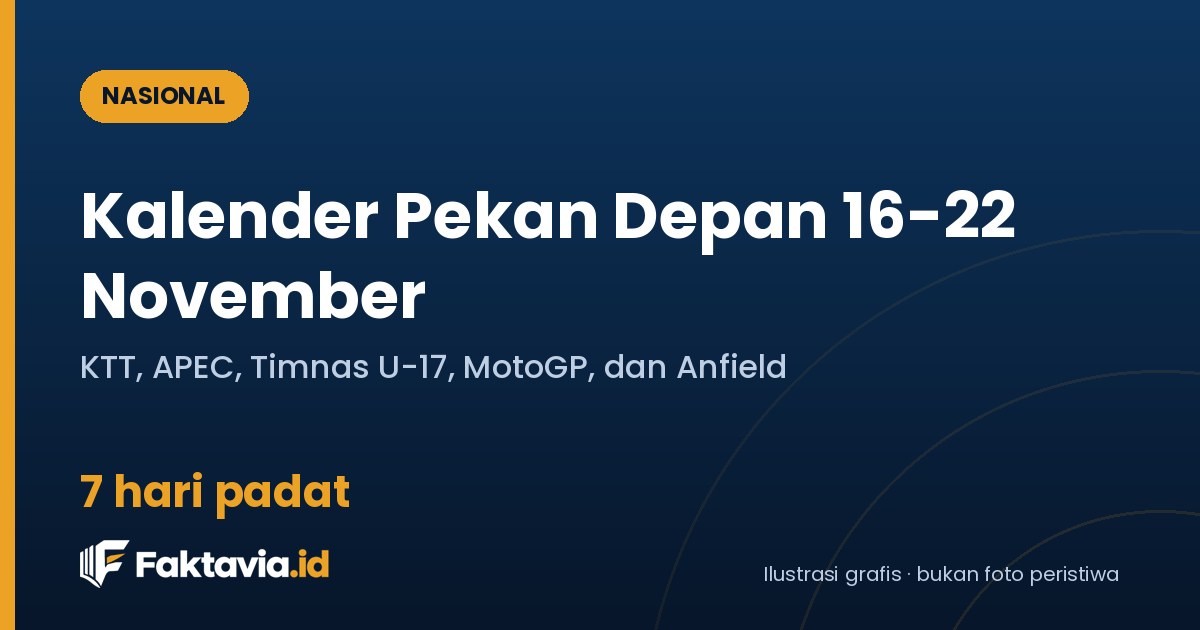 NASIONAL
Kalender Pekan Depan 16–22
November
KTT, APEC, Timnas U-17, MotoGP, dan Anfield
7 hari padat
Faktavia.id
Ilustrasi grafis · bukan foto peristiwa